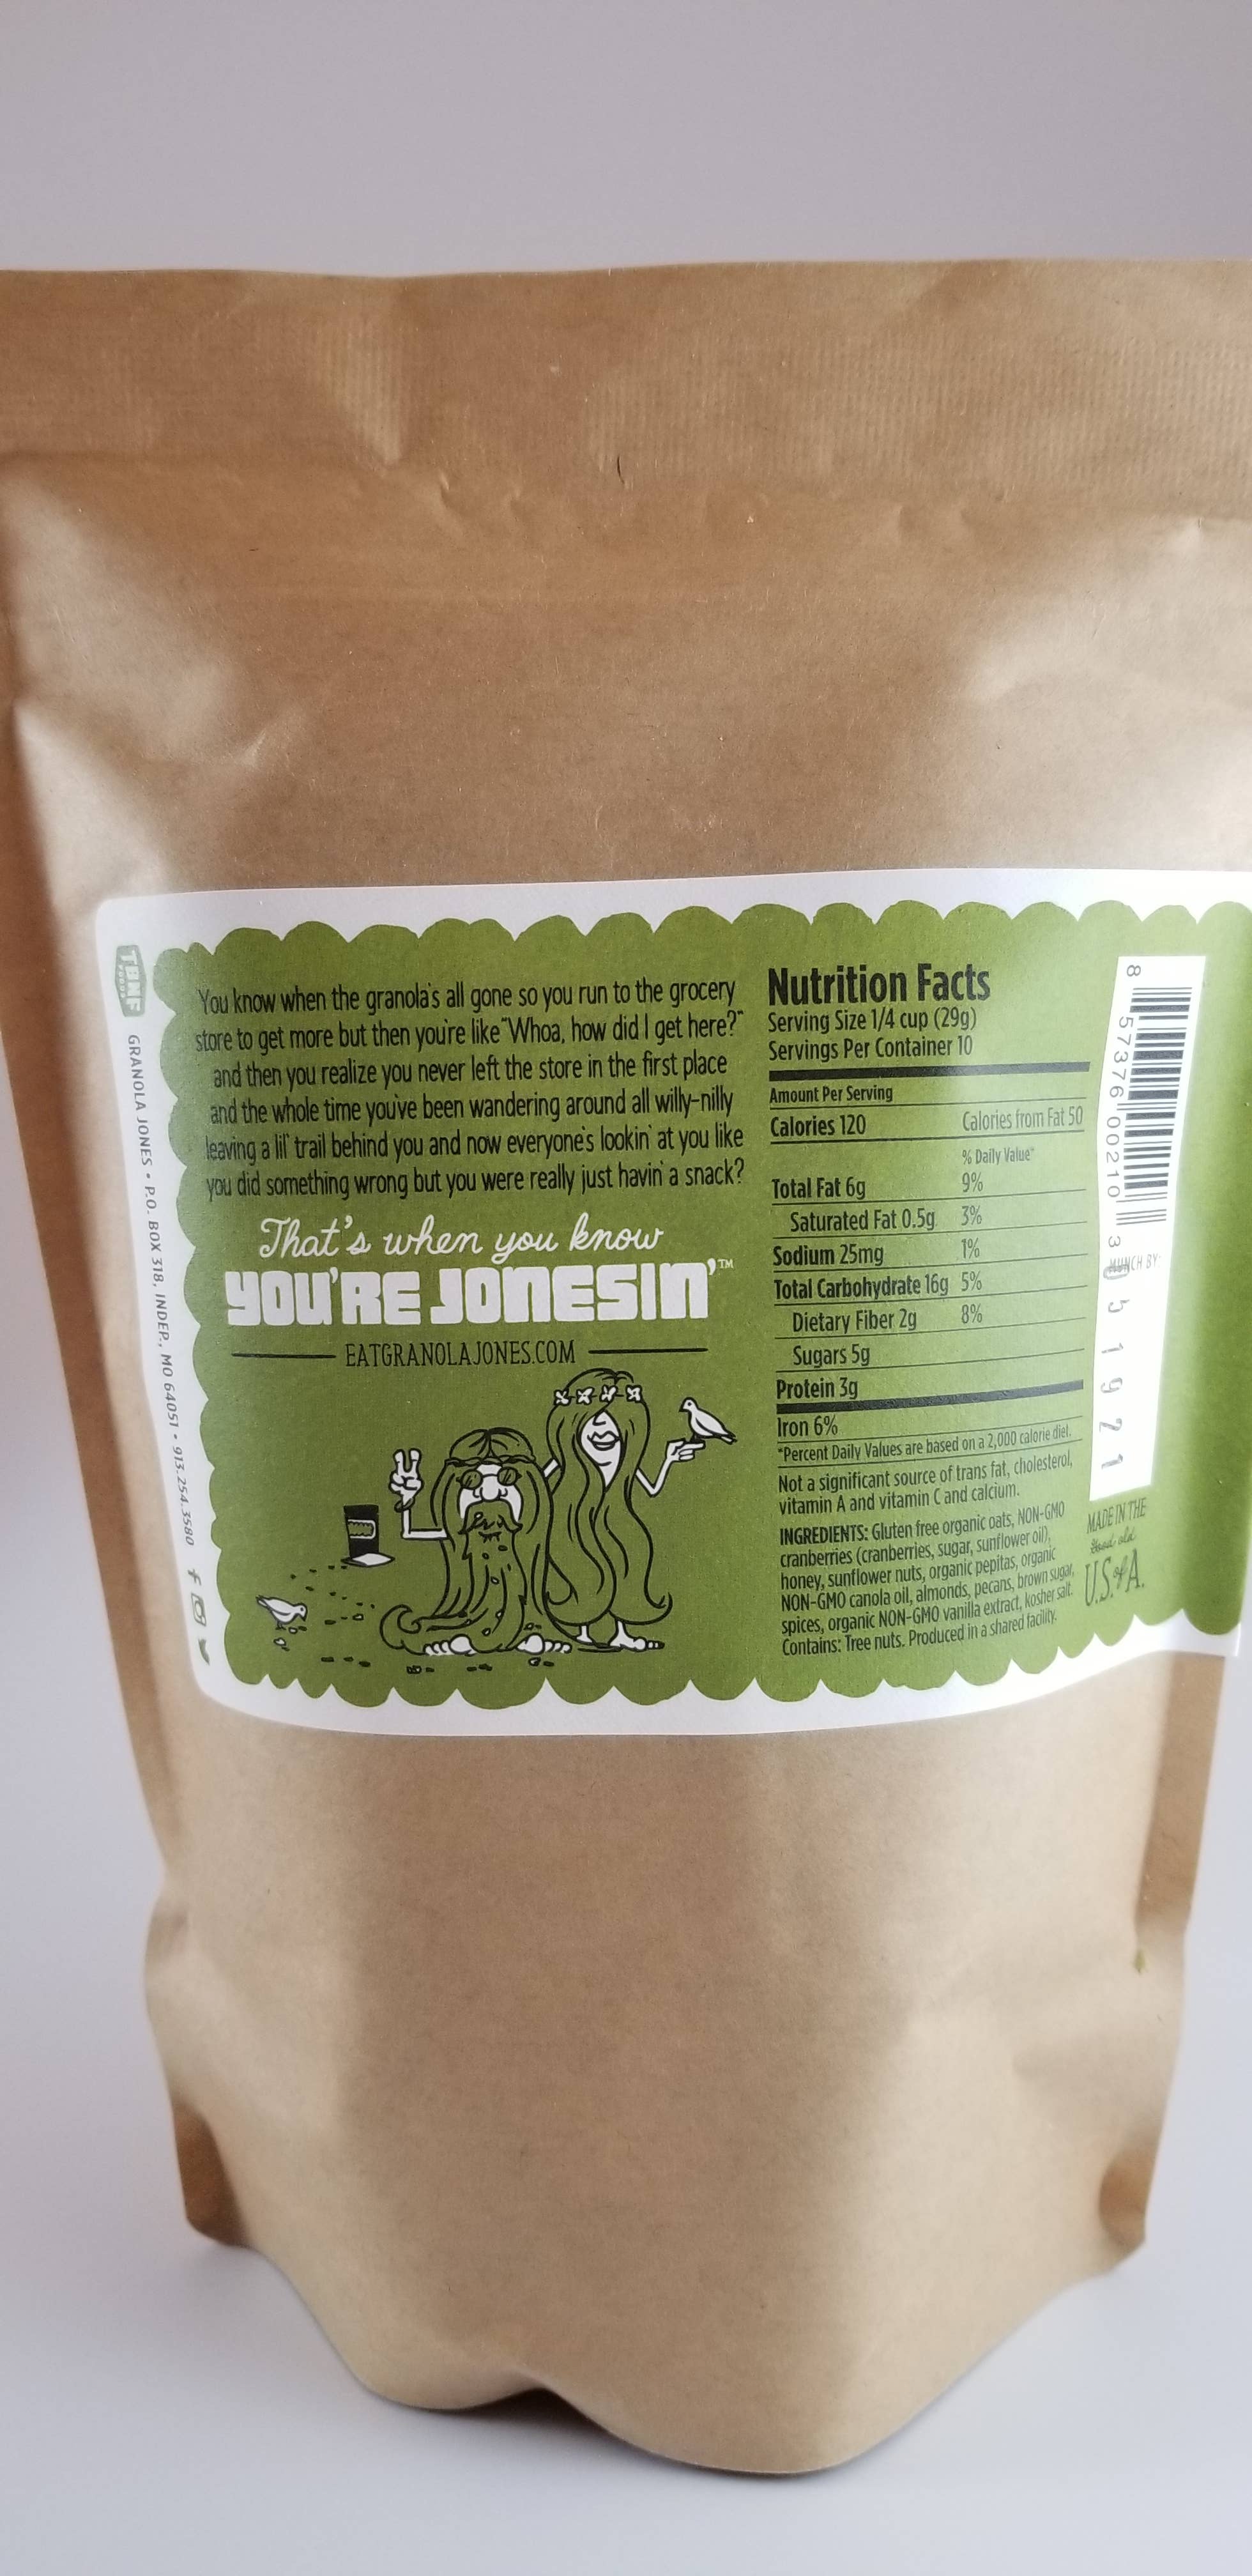 TBHF
FOODS
GRANOLA JONES • P.O. BOX 318, INDEP., MO 64051 • 913.254.3580
You know when the granola's all gone so you run to the grocery
store to get more but then you're like "Whoa, how did I get here?"
and then you realize you never left the store in the first place
and the whole time you've been wandering around all willy-nilly
leaving a lil' trail behind you and now everyone's lookin' at you like
you did something wrong but you were really just havin' a snack?
That's when you know
YOU'RE JONESIN'™
EATGRANOLAJONES.COM
Nutrition Facts
Serving Size 1/4 cup (29g)
Servings Per Container 10
Amount Per Serving
Calories 120 Calories from Fat 50
% Daily Value*
Total Fat 6g 9%
Saturated Fat 0.5g 3%
Sodium 25mg 1%
Total Carbohydrate 16g 5%
Dietary Fiber 2g 8%
Sugars 5g
Protein 3g
Iron 6%
*Percent Daily Values are based on a 2,000 calorie diet.
Not a significant source of trans fat, cholesterol,
vitamin A and vitamin C and calcium.
INGREDIENTS: Gluten free organic oats, NON-GMO
cranberries (cranberries, sugar, sunflower oil),
honey, sunflower nuts, organic pepitas, organic
NON-GMO canola oil, almonds, pecans, brown sugar,
spices, organic NON-GMO vanilla extract, kosher salt.
Contains: Tree nuts. Produced in a shared facility.
8 57376 00210 3
MUNCH BY:
051921
MADE IN THE
Good old
U.S. of A.